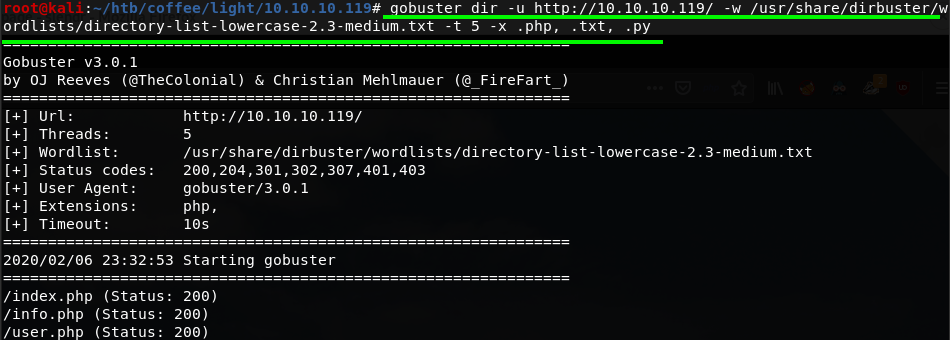 root@kali:~/htb/coffee/light/10.10.10.119# gobuster dir -u http://10.10.10.119/ -w /usr/share/dirbuster/w
ordlists/directory-list-lowercase-2.3-medium.txt -t 5 -x .php, .txt, .py
===============================================================
Gobuster v3.0.1
by OJ Reeves (@TheColonial) & Christian Mehlmauer (@_FireFart_)
===============================================================
[+] Url:            http://10.10.10.119/
[+] Threads:        5
[+] Wordlist:       /usr/share/dirbuster/wordlists/directory-list-lowercase-2.3-medium.txt
[+] Status codes:   200,204,301,302,307,401,403
[+] User Agent:     gobuster/3.0.1
[+] Extensions:     php,
[+] Timeout:        10s
===============================================================
2020/02/06 23:32:53 Starting gobuster
===============================================================
/index.php (Status: 200)
/info.php (Status: 200)
/user.php (Status: 200)